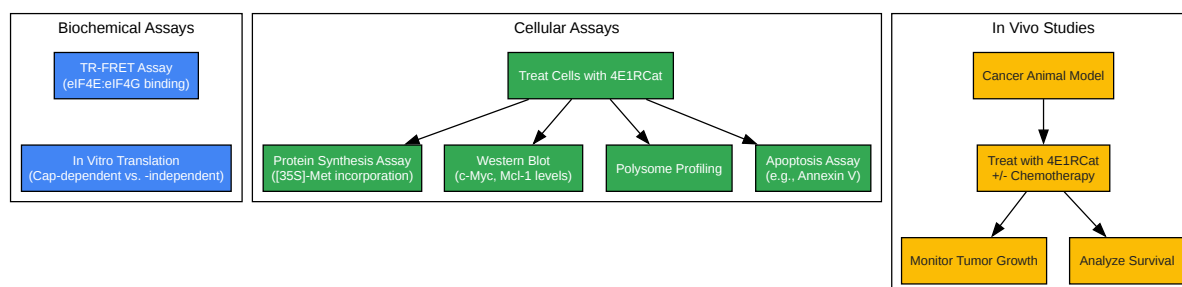 Biochemical Assays
TR-FRET Assay
(eIF4E:eIF4G binding)
In Vitro Translation
(Cap-dependent vs. -independent)
Cellular Assays
Treat Cells with 4E1RCat
Protein Synthesis Assay
([35S]-Met incorporation)
Western Blot
(c-Myc, Mcl-1 levels)
Polysome Profiling
Apoptosis Assay
(e.g., Annexin V)
In Vivo Studies
Cancer Animal Model
Treat with 4E1RCat
+/- Chemotherapy
Monitor Tumor Growth
Analyze Survival